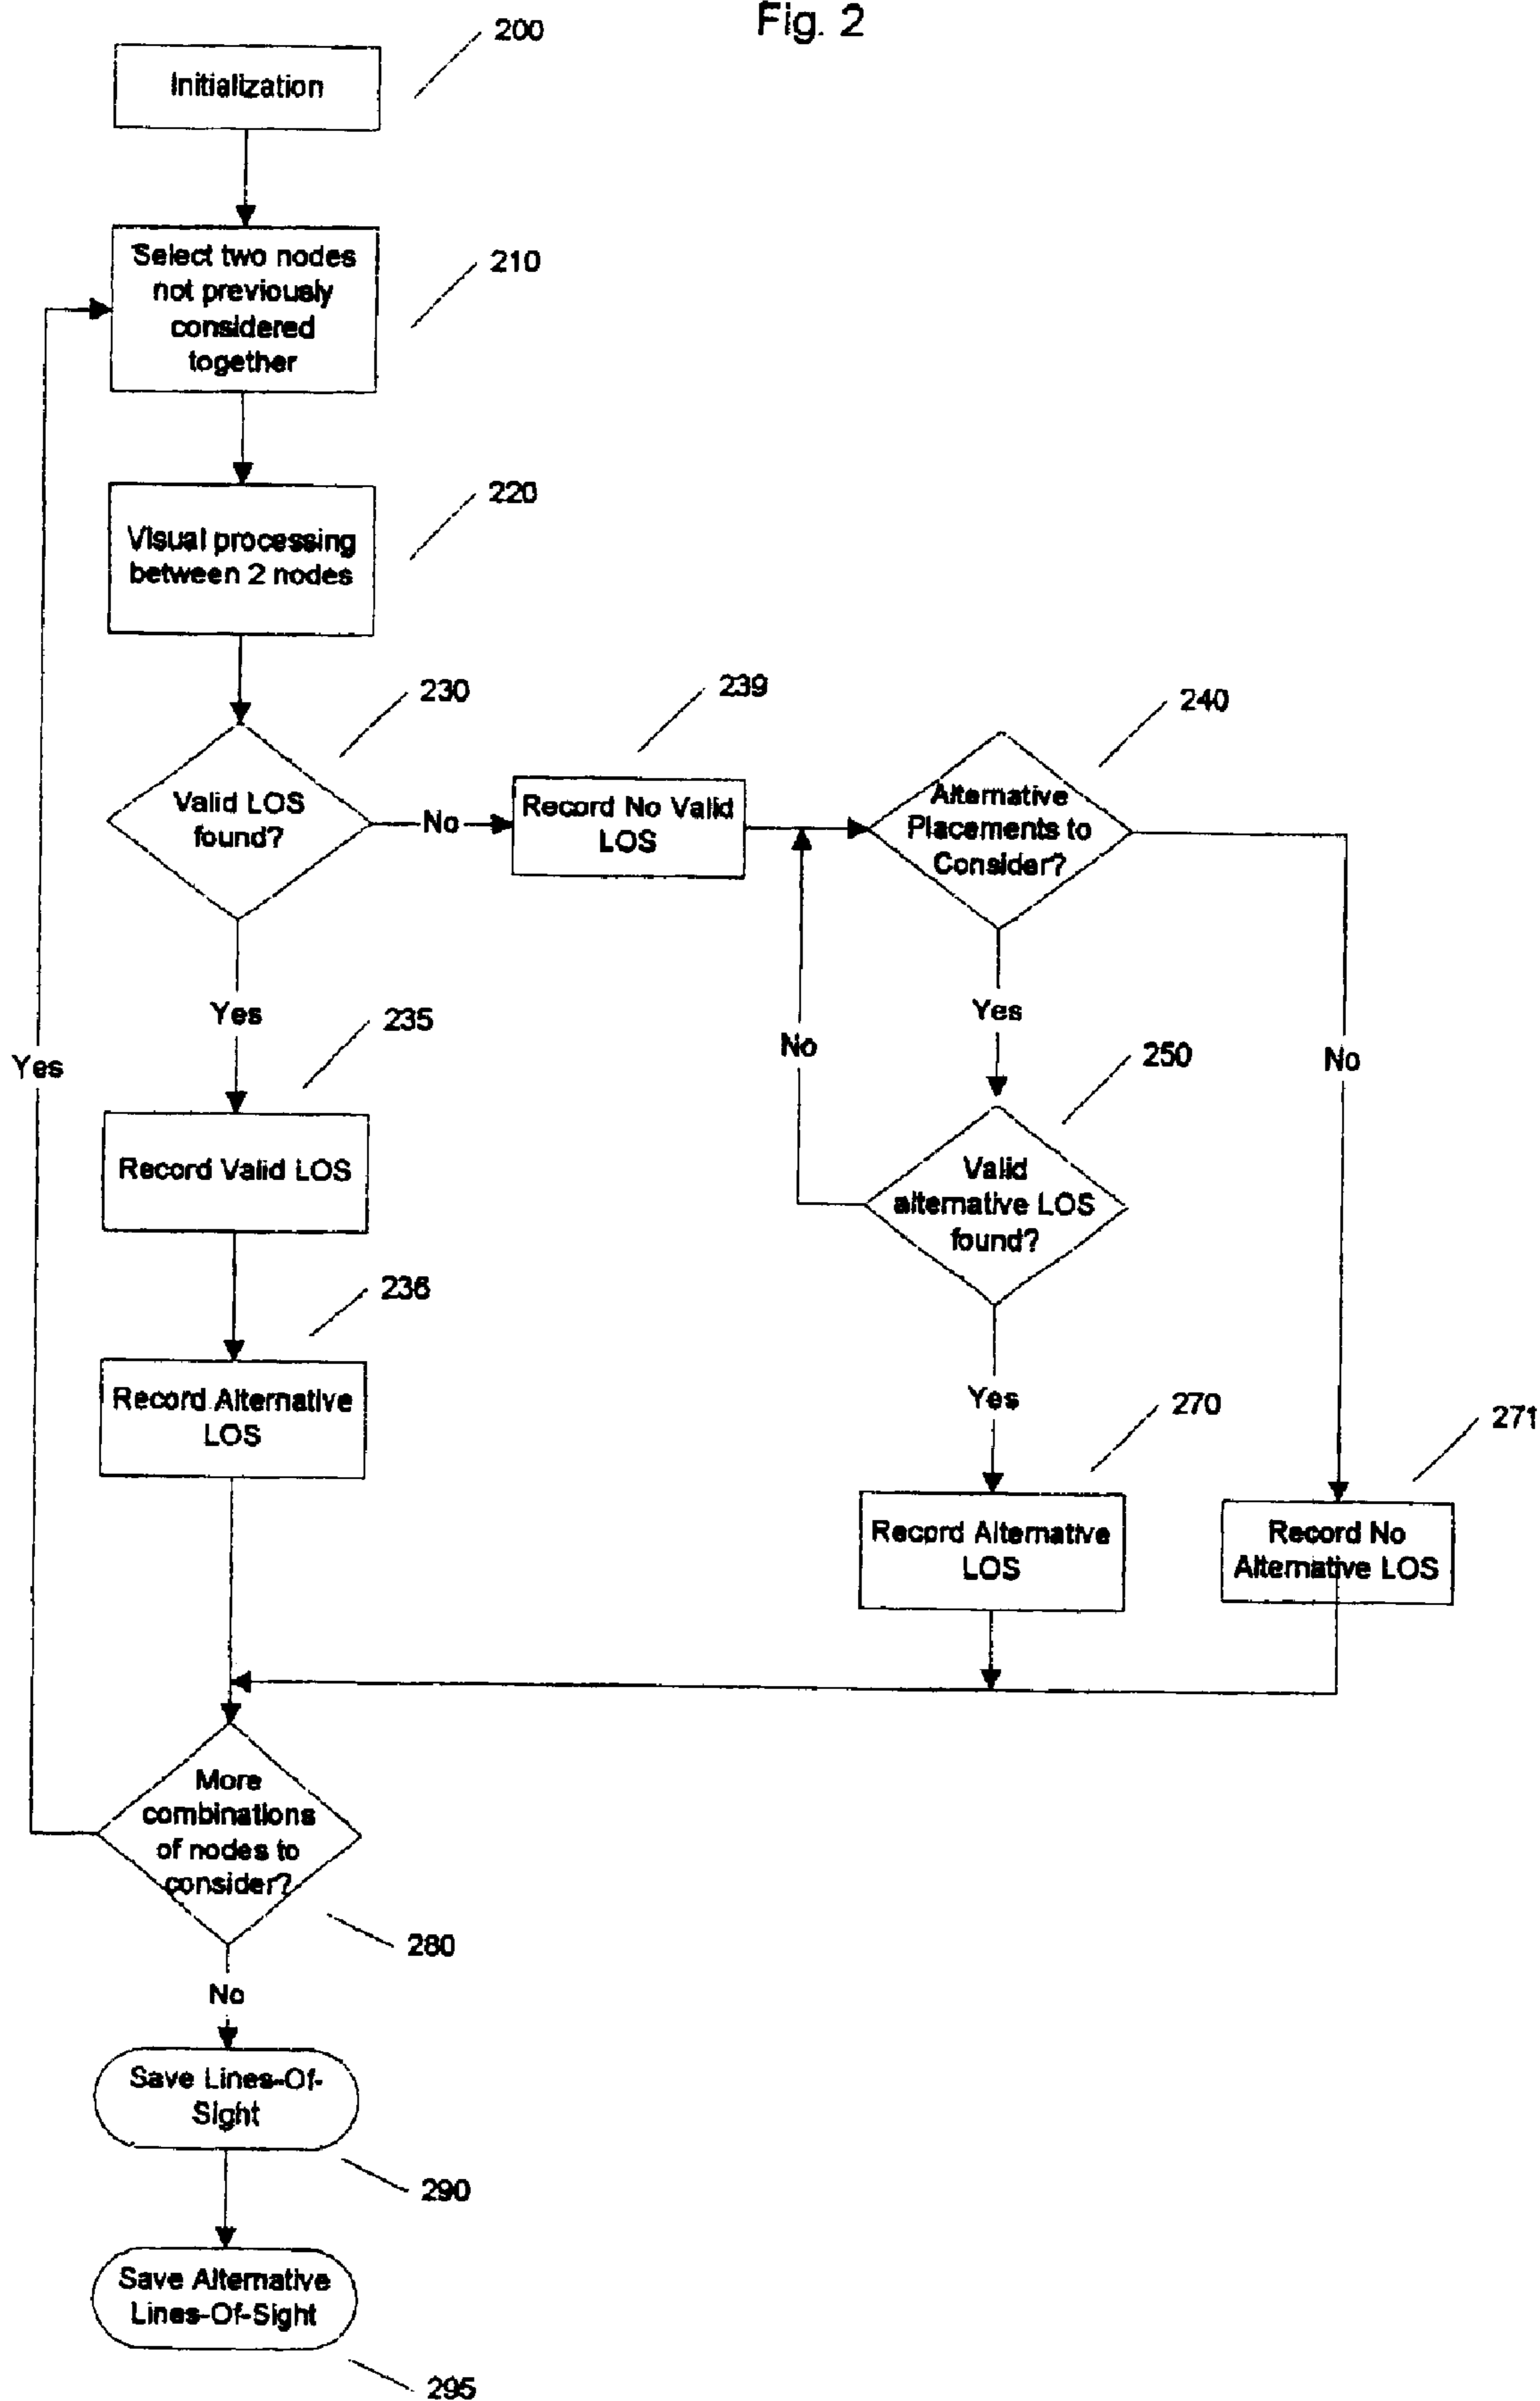 Fig. 2
200
Initialization
210
Select two nodes
not previously
considered
together
220
Visual processing
between 2 nodes
230
239
240
Valid LOS
found?
No
Record No Valid
LOS
Alternative
Placements to
Consider?
Yes
235
Yes
No
250
No
Yes
Record Valid LOS
Valid
alternative LOS
found?
236
Record Alternative
LOS
Yes
270
271
Record Alternative
LOS
Record No
Alternative LOS
More
combinations
of nodes to
consider?
280
No
Save Lines-Of-
Sight
290
Save Alternative
Lines-Of-Sight
295